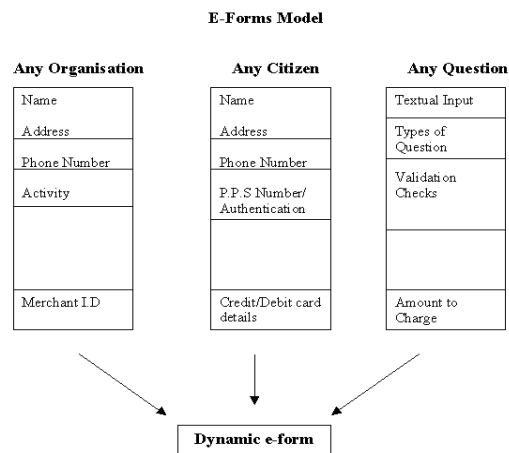 E-Forms Model
Any Organisation
Name
Address
Phone Number
Activity
Merchant I.D
Any Citizen
Name
Address
Phone Number
P.P.S Number/
Authentication
Credit/Debit card
details
Any Question
Textual Input
Types of
Question
Validation
Checks
Amount to
Charge
Dynamic e-form